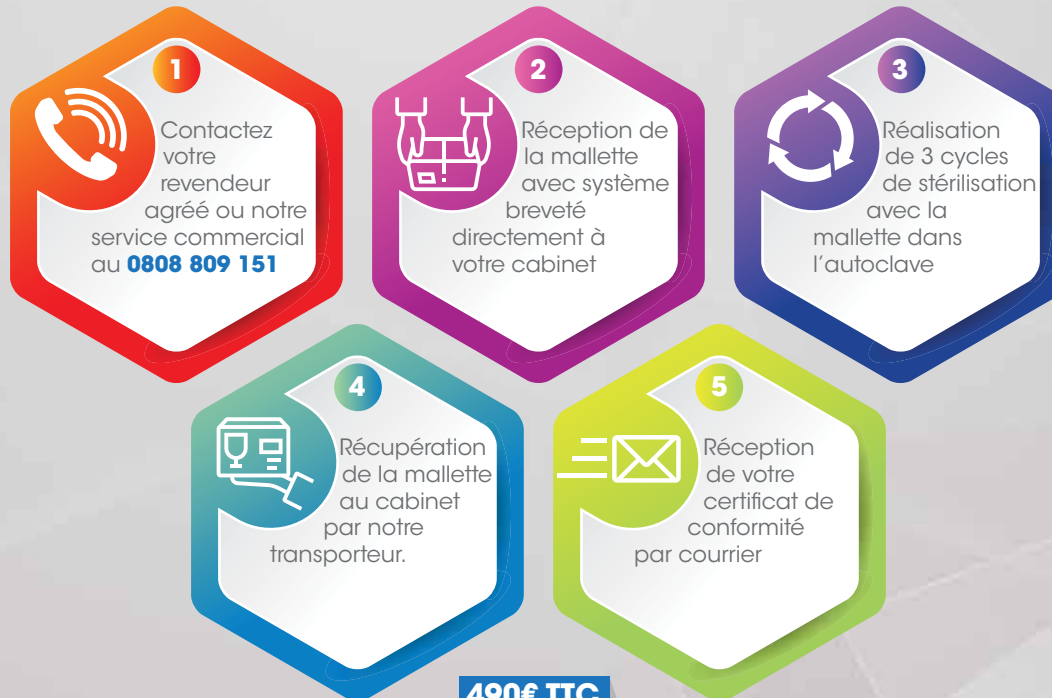 1
Contactez
votre
revendeur
agréé ou notre
service commercial
au 0808 809 151
2
Réception de
la mallette
avec système
breveté
directement à
votre cabinet
3
Réalisation
de 3 cycles
de stérilisation
avec la
mallette dans
l'autoclave
4
Récupération
de la mallette
au cabinet
par notre
transporteur.
5
Réception
de votre
certificat de
conformité
par courrier
490€ TTC